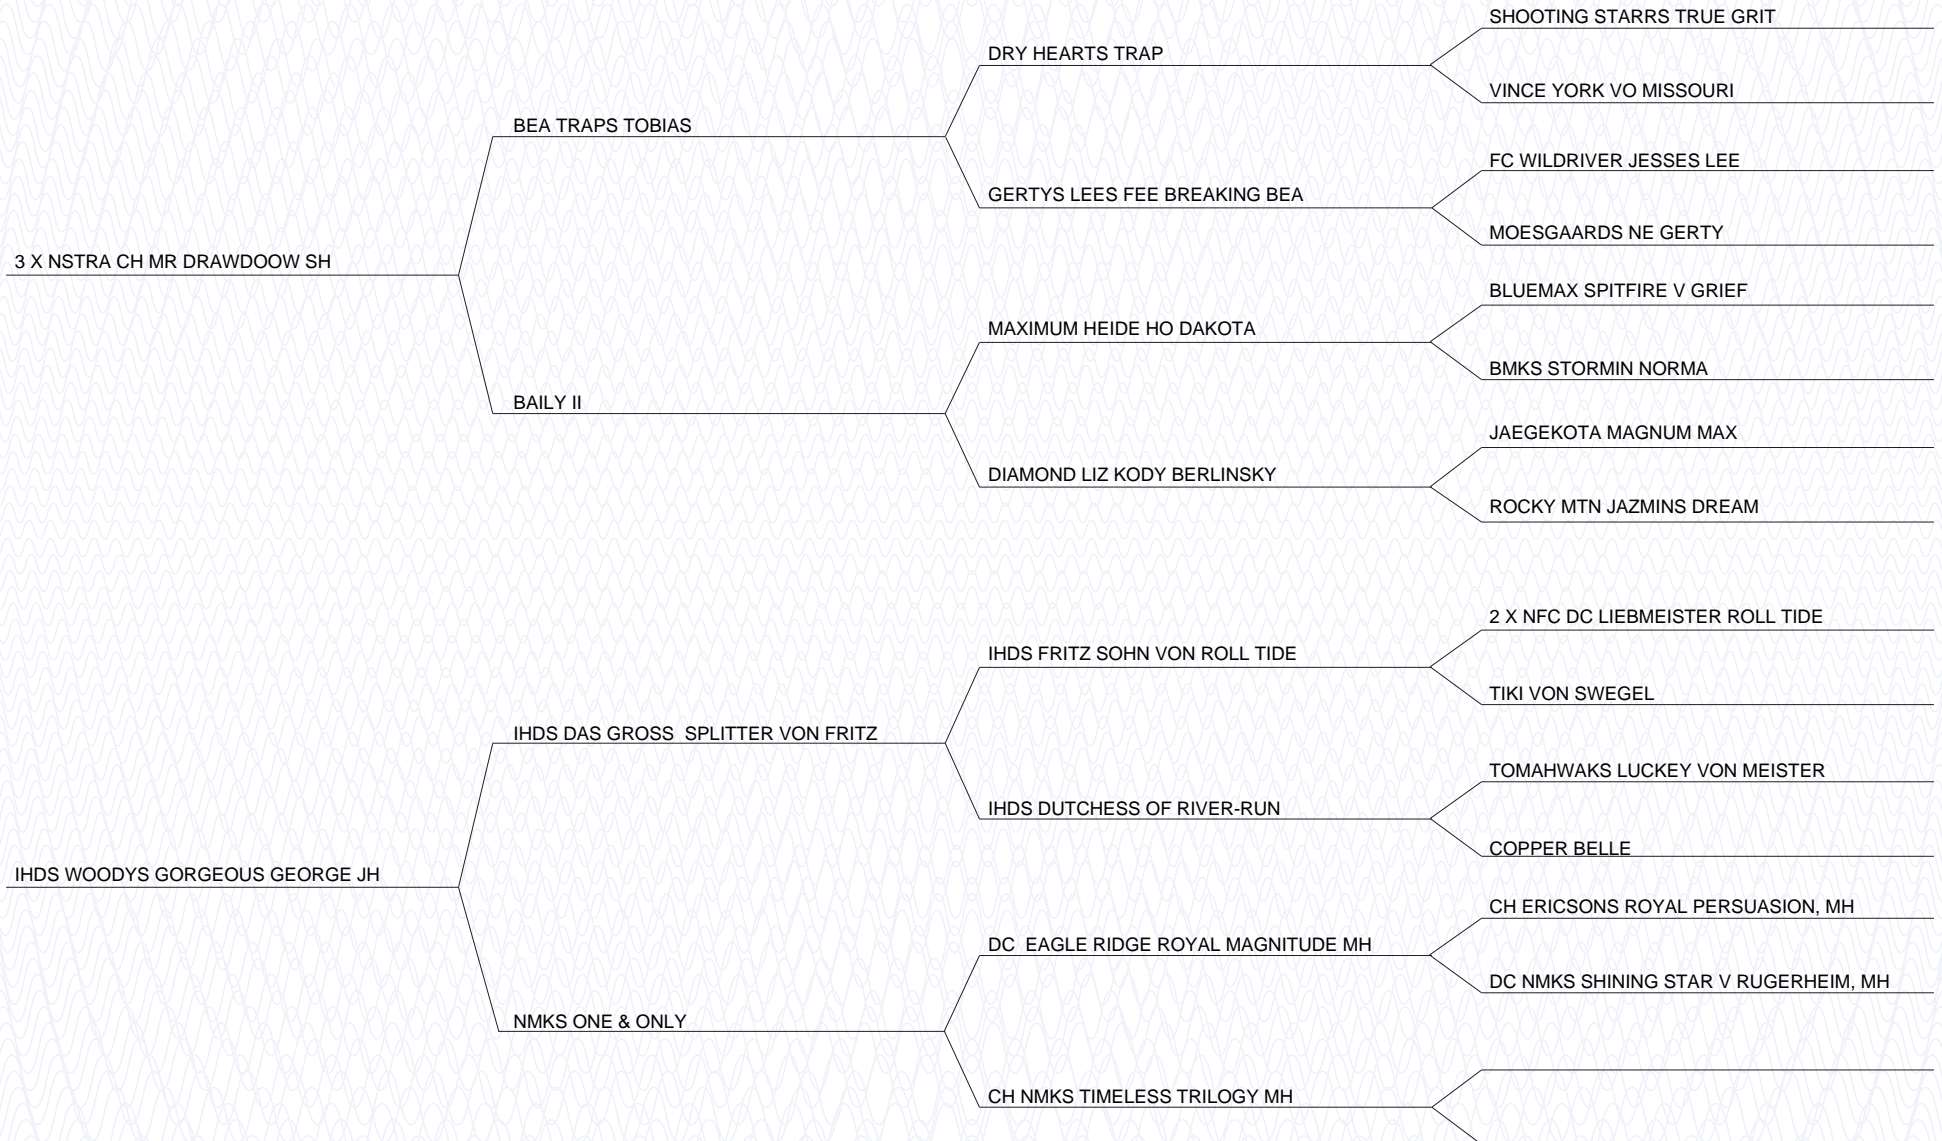 SHOOTING STARRS TRUE GRIT
DRY HEARTS TRAP
VINCE YORK VO MISSOURI
BEA TRAPS TOBIAS
FC WILDRIVER JESSES LEE
GERTYS LEES FEE BREAKING BEA
MOESGAARDS NE GERTY
3 X NSTRA CH MR DRAWDOOW SH
BLUEMAX SPITFIRE V GRIEF
MAXIMUM HEIDE HO DAKOTA
BMKS STORMIN NORMA
BAILY II
JAEGEKOTA MAGNUM MAX
DIAMOND LIZ KODY BERLINSKY
ROCKY MTN JAZMINS DREAM
2 X NFC DC LIEBMEISTER ROLL TIDE
IHDS FRITZ SOHN VON ROLL TIDE
TIKI VON SWEGEL
IHDS DAS GROSS  SPLITTER VON FRITZ
TOMAHWAKS LUCKEY VON MEISTER
IHDS DUTCHESS OF RIVER-RUN
COPPER BELLE
IHDS WOODYS GORGEOUS GEORGE JH
CH ERICSONS ROYAL PERSUASION, MH
DC  EAGLE RIDGE ROYAL MAGNITUDE MH
DC NMKS SHINING STAR V RUGERHEIM, MH
NMKS ONE & ONLY
CH NMKS TIMELESS TRILOGY MH